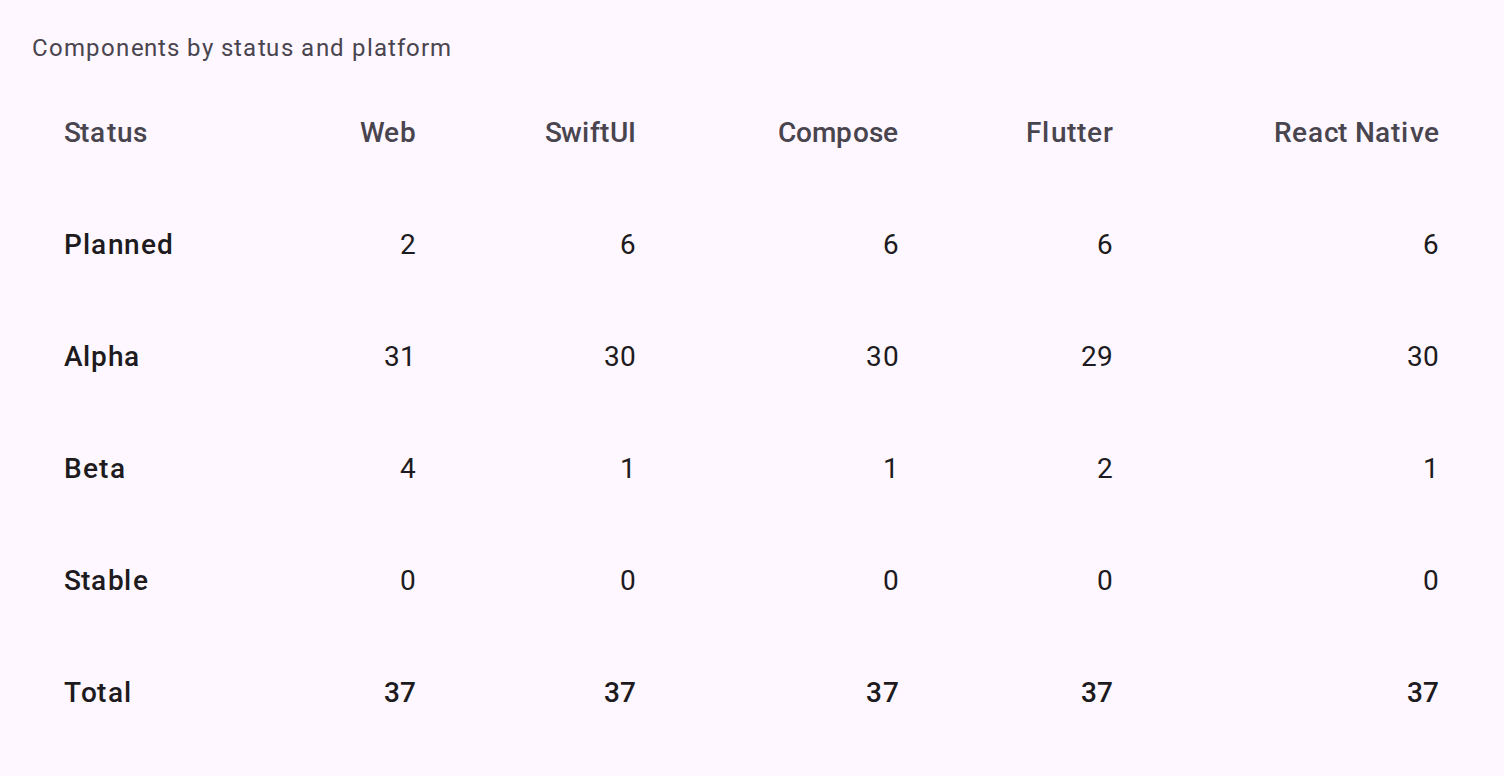 Components by status and platform
Status Web SwiftUI Compose Flutter React Native
Planned 2 6 6 6 6
Alpha 31 30 30 29 30
Beta 4 1 1 2 1
Stable 0 0 0 0 0
Total 37 37 37 37 37